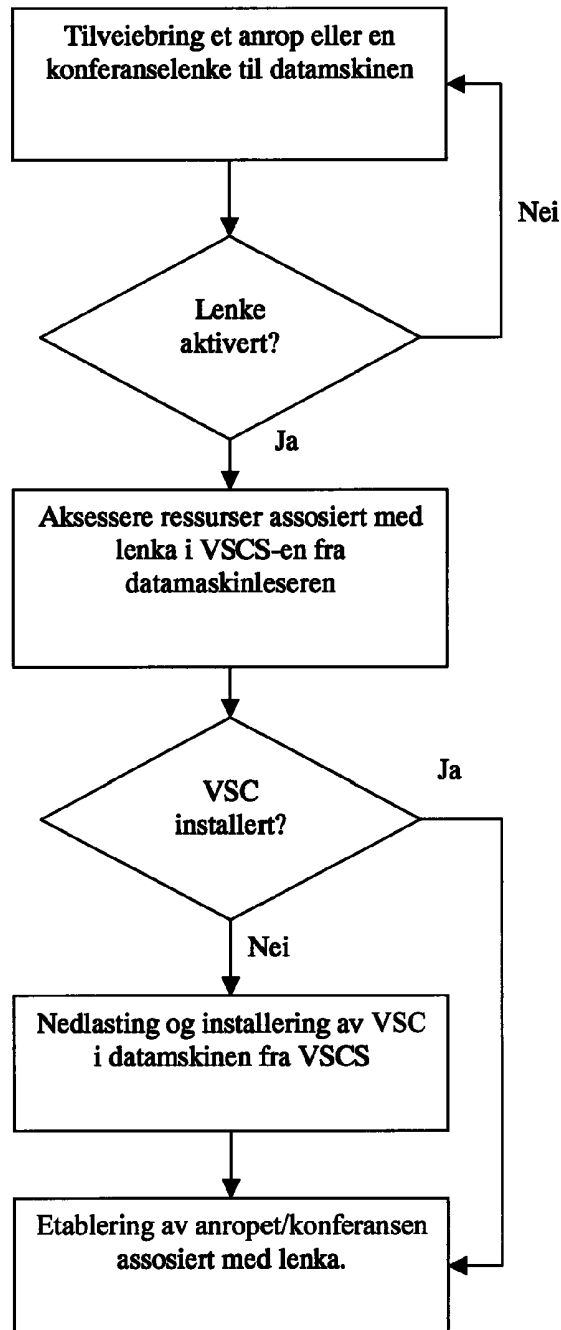 Tilveiebring et anrop eller en
konferanselenke til datamskinen
Nei
Lenke
aktivert?
Ja
Aksessere ressurser assosiert med
lenka i VSCS-en fra
datamaskinleseren
Ja
VSC
installert?
Nei
Nedlasting og installering av VSC
i datamskinen fra VSCS
Etablering av anropet/konferansen
assosiert med lenka.